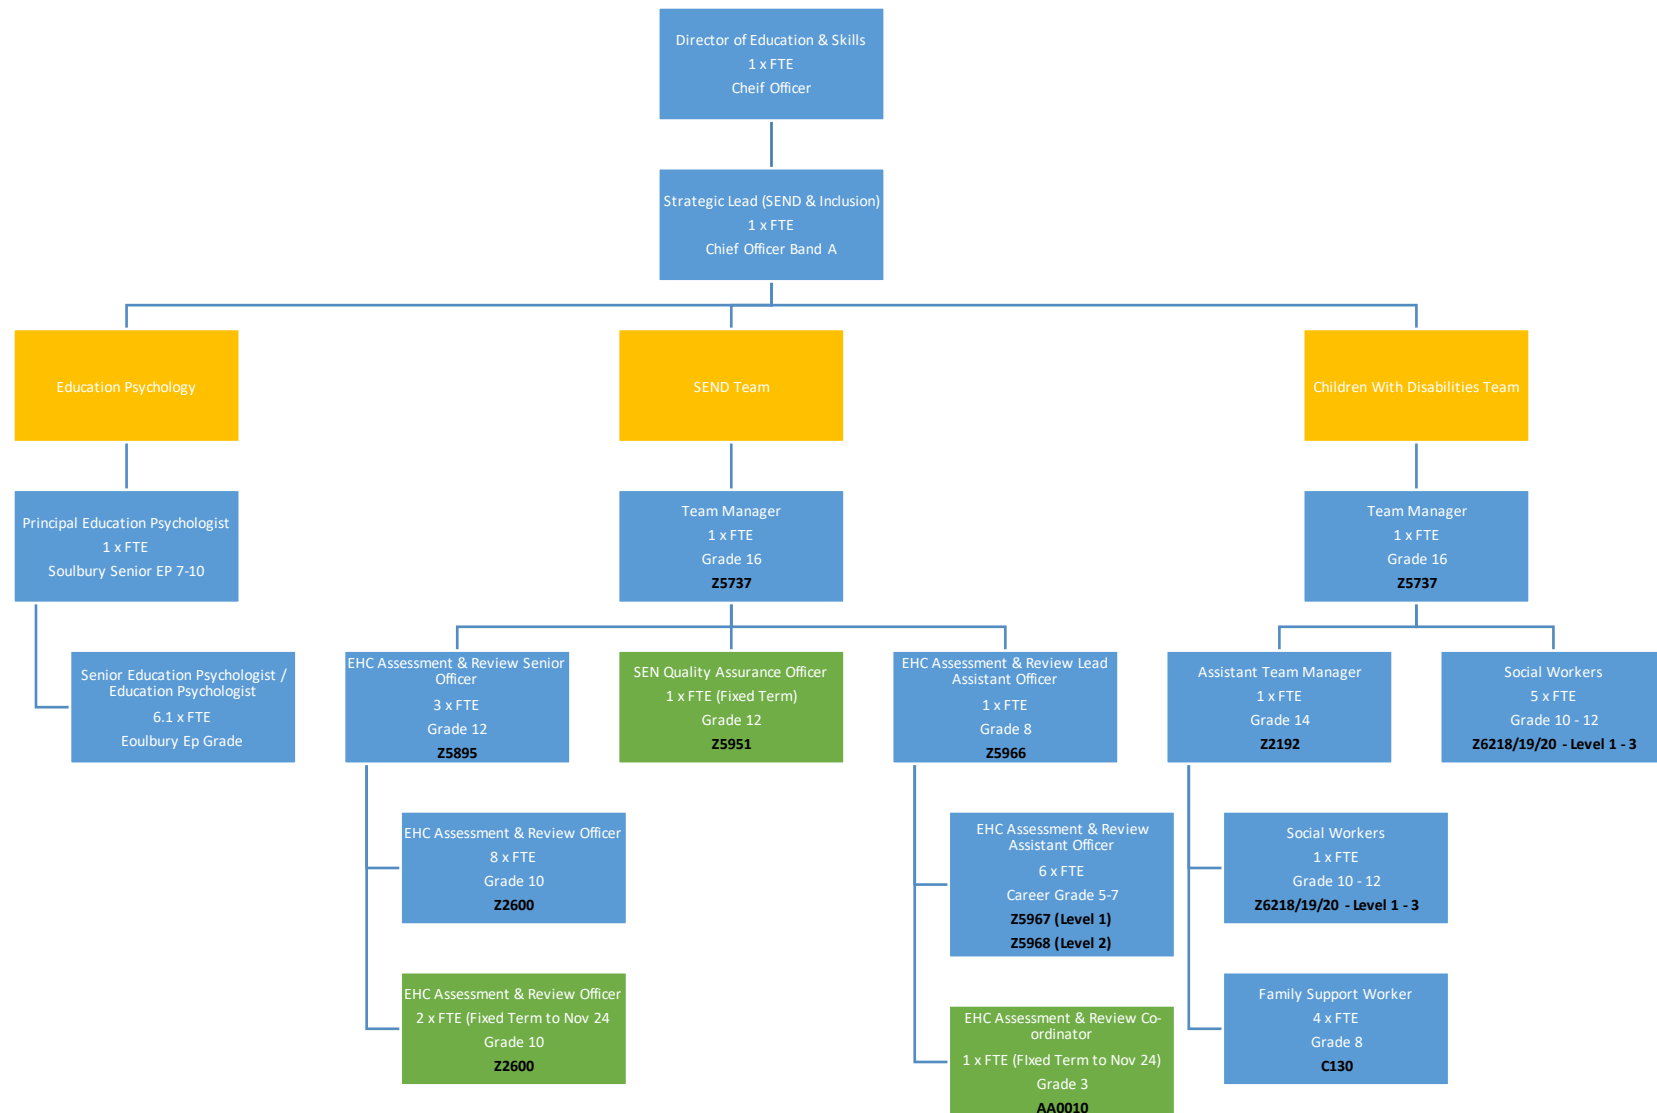 Director of Education & Skills
1 x FTE
Cheif Officer
Strategic Lead (SEND & Inclusion)
1 x FTE
Chief Officer Band A
Education Psychology
SEND Team
Children With Disabilities Team
Principal Education Psychologist
1 x FTE
Soulbury Senior EP 7-10
Team Manager
1 x FTE
Grade 16
Z5737
Team Manager
1 x FTE
Grade 16
Z5737
Senior Education Psychologist /
Education Psychologist
6.1 x FTE
Eoulbury Ep Grade
EHC Assessment & Review Senior
Officer
3 x FTE
Grade 12
Z5895
SEN Quality Assurance Officer
1 x FTE (Fixed Term)
Grade 12
Z5951
EHC Assessment & Review Lead
Assistant Officer
1 x FTE
Grade 8
Z5966
Assistant Team Manager
1 x FTE
Grade 14
Z2192
Social Workers
5 x FTE
Grade 10 - 12
Z6218/19/20 - Level 1 - 3
EHC Assessment & Review Officer
8 x FTE
Grade 10
Z2600
EHC Assessment & Review
Assistant Officer
6 x FTE
Career Grade 5-7
Z5967 (Level 1)
Z5968 (Level 2)
Social Workers
1 x FTE
Grade 10 - 12
Z6218/19/20 - Level 1 - 3
EHC Assessment & Review Officer
2 x FTE (Fixed Term to Nov 24
Grade 10
Z2600
EHC Assessment & Review Co-
ordinator
1 x FTE (FIxed Term to Nov 24)
Grade 3
AA0010
Family Support Worker
4 x FTE
Grade 8
C130